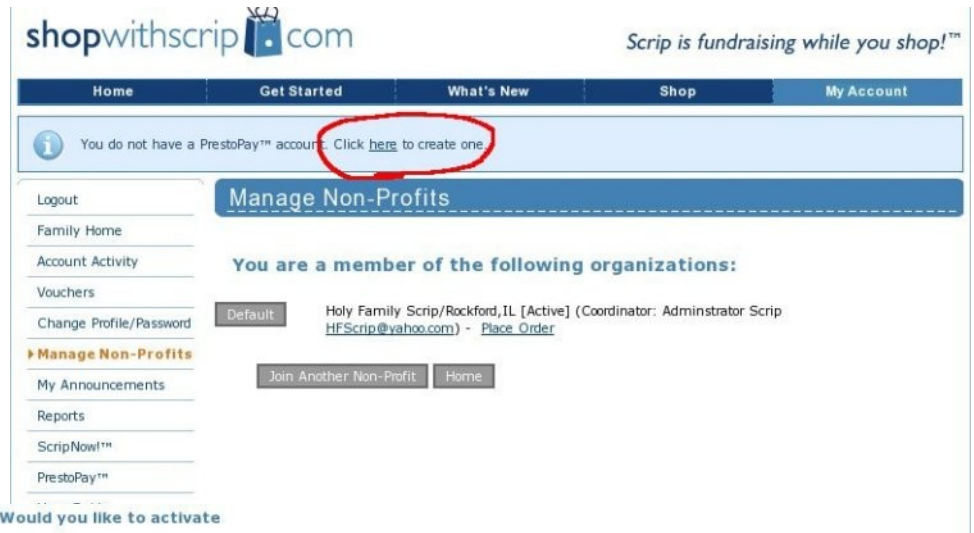 shopwithscrip.com
Scrip is fundraising while you shop!™
Home Get Started What's New Shop My Account
You do not have a PrestoPay™ account. Click here to create one.
Manage Non-Profits
Logout
Family Home
Account Activity
Vouchers
Change Profile/Password
Manage Non-Profits
My Announcements
Reports
ScripNow!™
PrestoPay™
You are a member of the following organizations:
Default
Holy Family Scrip/Rockford,IL [Active] (Coordinator: Adminstrator Scrip
HFScrip@yahoo.com) - Place Order
Join Another Non-Profit Home
Would you like to activate